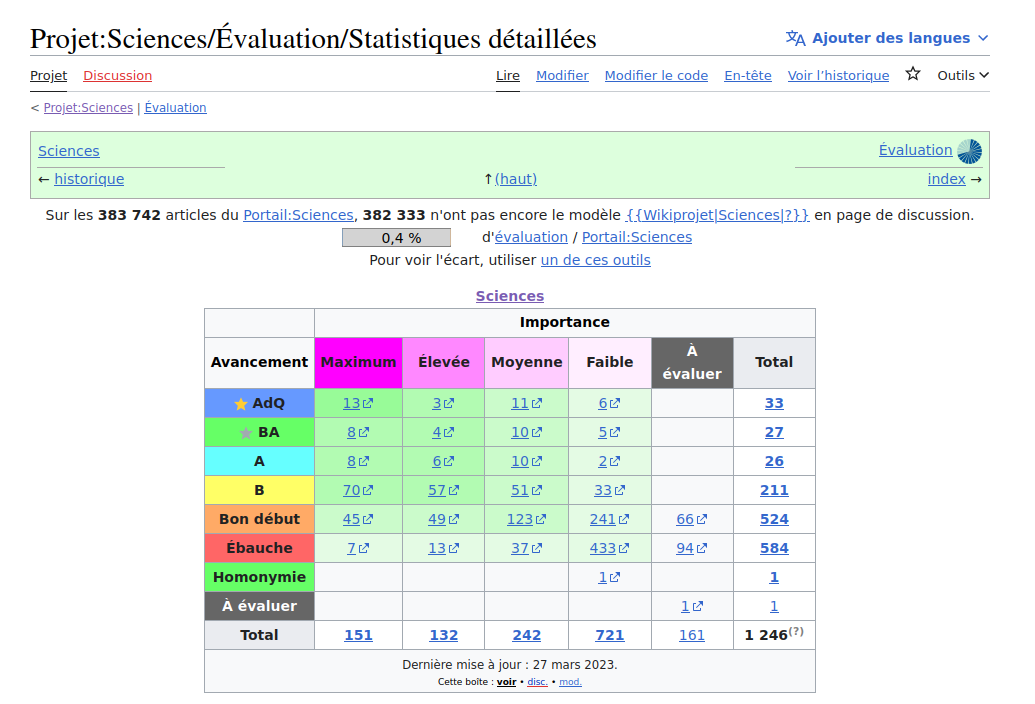 Projet:Sciences/Évaluation/Statistiques détaillées
Ajouter des langues
Projet Discussion Lire Modifier Modifier le code En-tête Voir l’historique Outils
< Projet:Sciences | Évaluation
Sciences Évaluation
← historique ↑(haut) index →
Sur les 383 742 articles du Portail:Sciences, 382 333 n'ont pas encore le modèle {{Wikiprojet|Sciences|?}} en page de discussion.
0,4 % d'évaluation / Portail:Sciences
Pour voir l'écart, utiliser un de ces outils
Sciences
Importance
Avancement Maximum Élevée Moyenne Faible À évaluer Total
AdQ 13 3 11 6 33
BA 8 4 10 5 27
A 8 6 10 2 26
B 70 57 51 33 211
Bon début 45 49 123 241 66 524
Ébauche 7 13 37 433 94 584
Homonymie 1 1
À évaluer 1 1
Total 151 132 242 721 161 1 246(?)
Dernière mise à jour : 27 mars 2023.
Cette boîte : voir • disc. • mod.